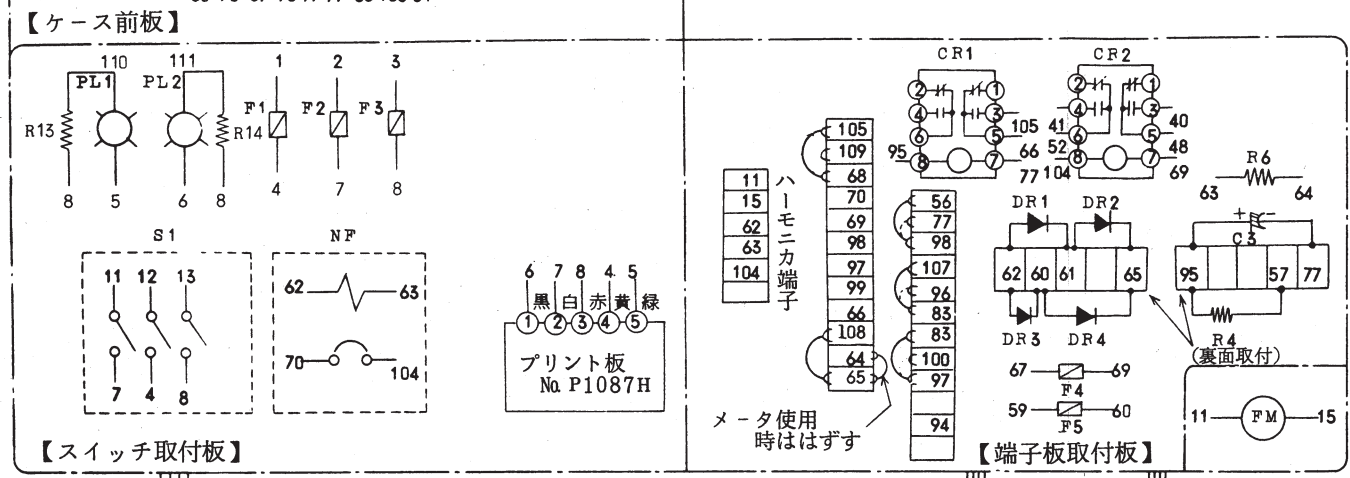 【ケース前板】
110 111 1 2 3
PL1 PL2
R13 R14 F1 F2 F3
8 5 6 8 4 7 8
S1
11 12 13
7 4 8
NF
62 63
70 104
6 7 8 4 5
黒 白 赤 黄 緑
① ② ③ ④ ⑤
プリント板
№ P1087H
【スイッチ取付板】
11
15
62
63
104
ハーモニカ端子
105
109
68
70
69
98
97
99
66
108
64
65
メータ使用
時ははずす
56
77
98
107
96
83
83
100
97
94
CR1
② ①
④ ③
⑥ ⑤ 105
95 ⑧ ⑦ 66
77
CR2
② ①
④ ③
41 ⑥ ⑤ 40
52 ⑧ ⑦ 48
104 69
R6
63 64
DR1 DR2
62 60 61 65
DR3 DR4
+ -
C3
95 57 77
R4
(裏面取付)
67 69
F4
59 60
F5
11 FM 15
【端子板取付板】